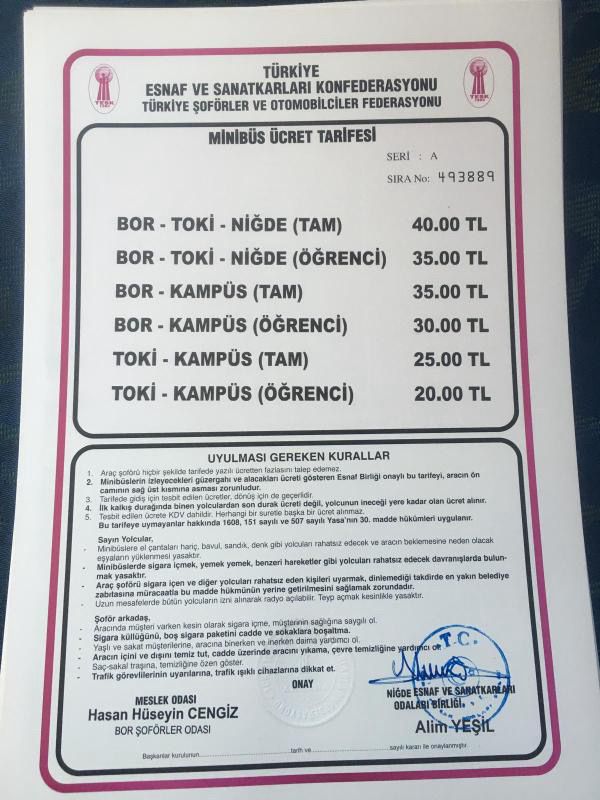 TÜRKİYE
ESNAF VE SANATKARLARI KONFEDERASYONU
TÜRKİYE ŞOFÖRLER VE OTOMOBİLCİLER FEDERASYONU
TESK
TESK
MİNİBÜS ÜCRET TARİFESİ
SERİ : A
SIRA No: 493889
BOR - TOKİ - NİĞDE (TAM) 40.00 TL
BOR - TOKİ - NİĞDE (ÖĞRENCİ) 35.00 TL
BOR - KAMPÜS (TAM) 35.00 TL
BOR - KAMPÜS (ÖĞRENCİ) 30.00 TL
TOKİ - KAMPÜS (TAM) 25.00 TL
TOKİ - KAMPÜS (ÖĞRENCİ) 20.00 TL
UYULMASI GEREKEN KURALLAR
1. Araç şoförü hiçbir şekilde tarifede yazılı ücretten fazlasını talep edemez.
2. Minibüslerin izleyecekleri güzergahı ve alacakları ücreti gösteren Esnaf Birliği onaylı bu tarifeyi, aracın ön
camının sağ üst kısmına asması zorunludur.
3. Tarifede gidiş için tesbit edilen ücretler, dönüş için de geçerlidir.
4. İlk kalkış durağında binen yolculardan son durak ücreti değil, yolcunun ineceği yere kadar olan ücret alınır.
5. Tesbit edilen ücrete KDV dahildir. Herhangi bir suretle başka bir ücret alınmaz.
Bu tarifeye uymayanlar hakkında 1608, 151 sayılı ve 507 sayılı Yasa'nın 30. madde hükümleri uygulanır.
Sayın Yolcular,
- Minibüslere el çantaları hariç, bavul, sandık, denk gibi yolcuları rahatsız edecek ve aracın beklemesine neden olacak
eşyaların yüklenmesi yasaktır.
- Minibüslerde sigara içmek, yemek yemek, benzeri hareketler gibi yolcuları rahatsız edecek davranışlarda bulun-
mak yasaktır.
- Araç şoförü sigara içen ve diğer yolcuları rahatsız eden kişileri uyarmak, dinlemediği takdirde en yakın belediye
zabıtasına müracaatla bu madde hükmünün yerine getirilmesini sağlamak zorundadır.
- Uzun mesafelerde bütün yolcuların izni alınarak radyo açılabilir. Teyp açmak kesinlikle yasaktır.
Şoför arkadaş,
- Aracında müşteri varken kesin olarak sigara içme, müşterinin sağlığına saygılı ol.
- Sigara küllüğünü, boş sigara paketini cadde ve sokaklara boşaltma.
- Yaşlı ve sakat müşterilerine, aracına binerken ve inerken daima yardımcı ol.
- Aracın içini ve dışını temiz tut, cadde üzerinde aracını yıkama, çevre temizliğine yardımcı ol.
- Saç-sakal traşına, temizliğine özen göster.
- Trafik görevlilerinin uyarılarına, trafik ışıklı cihazlarına dikkat et.
ONAY
T.C.
MESLEK ODASI
Hasan Hüseyin CENGİZ
BOR ŞOFÖRLER ODASI
NİĞDE ESNAF VE SANATKARLARI
ODALARI BİRLİĞİ
Alim YEŞİL
Başkanlar kurulunun............................tarih ve............................sayılı kararı ile onaylanmıştır.